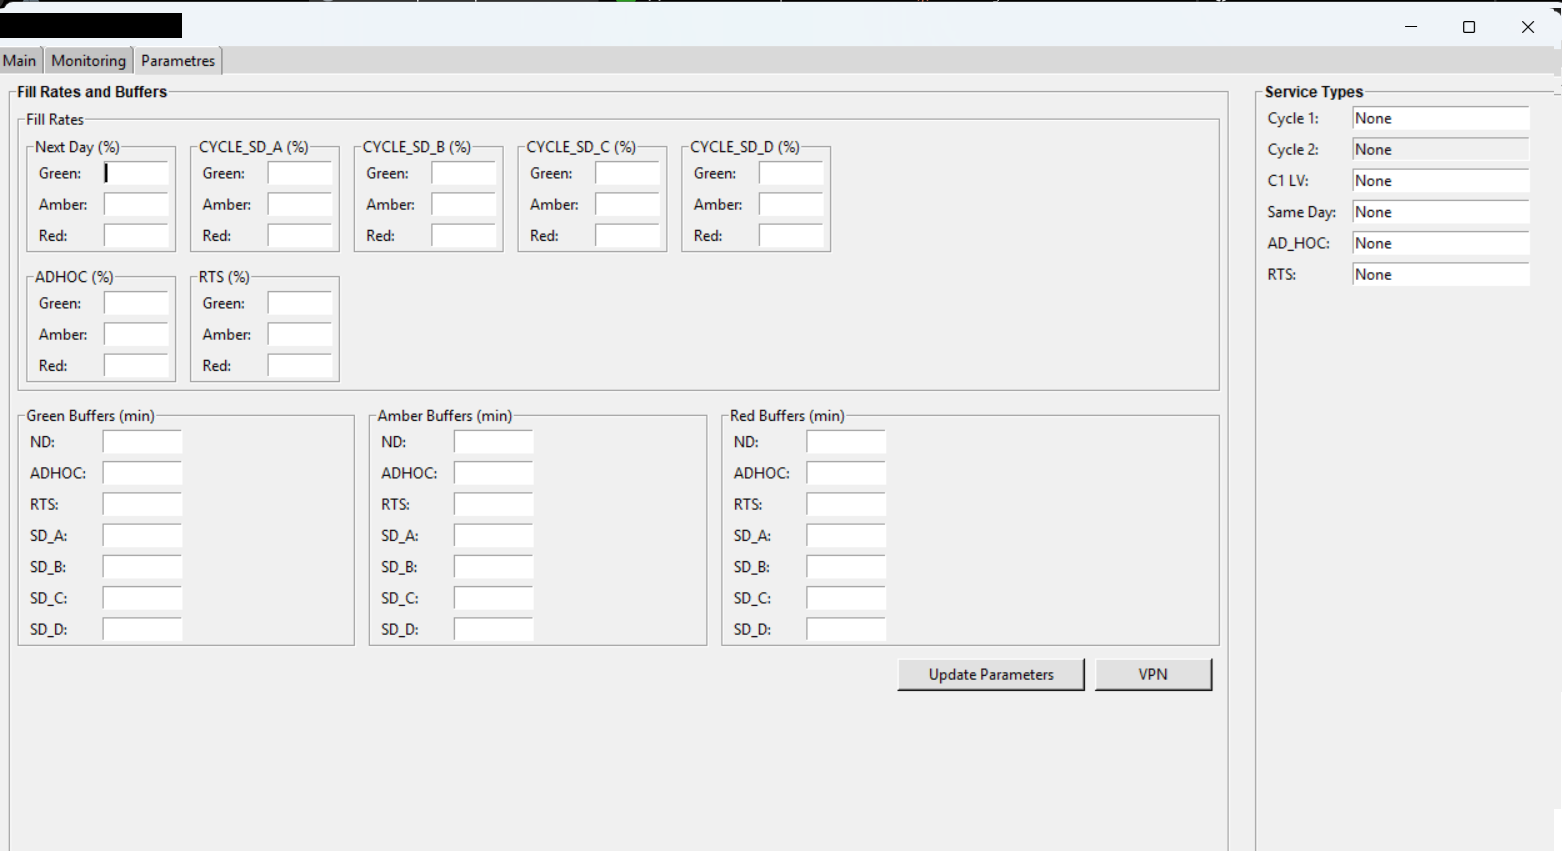 Main Monitoring Parametres
Fill Rates and Buffers
Fill Rates
Next Day (%) CYCLE_SD_A (%) CYCLE_SD_B (%) CYCLE_SD_C (%) CYCLE_SD_D (%)
Green: Green: Green: Green: Green:
Amber: Amber: Amber: Amber: Amber:
Red: Red: Red: Red: Red:
ADHOC (%) RTS (%)
Green: Green:
Amber: Amber:
Red: Red:
Green Buffers (min) Amber Buffers (min) Red Buffers (min)
ND: ND: ND:
ADHOC: ADHOC: ADHOC:
RTS: RTS: RTS:
SD_A: SD_A: SD_A:
SD_B: SD_B: SD_B:
SD_C: SD_C: SD_C:
SD_D: SD_D: SD_D:
Update Parameters VPN
Service Types
Cycle 1: None
Cycle 2: None
C1 LV: None
Same Day: None
AD_HOC: None
RTS: None